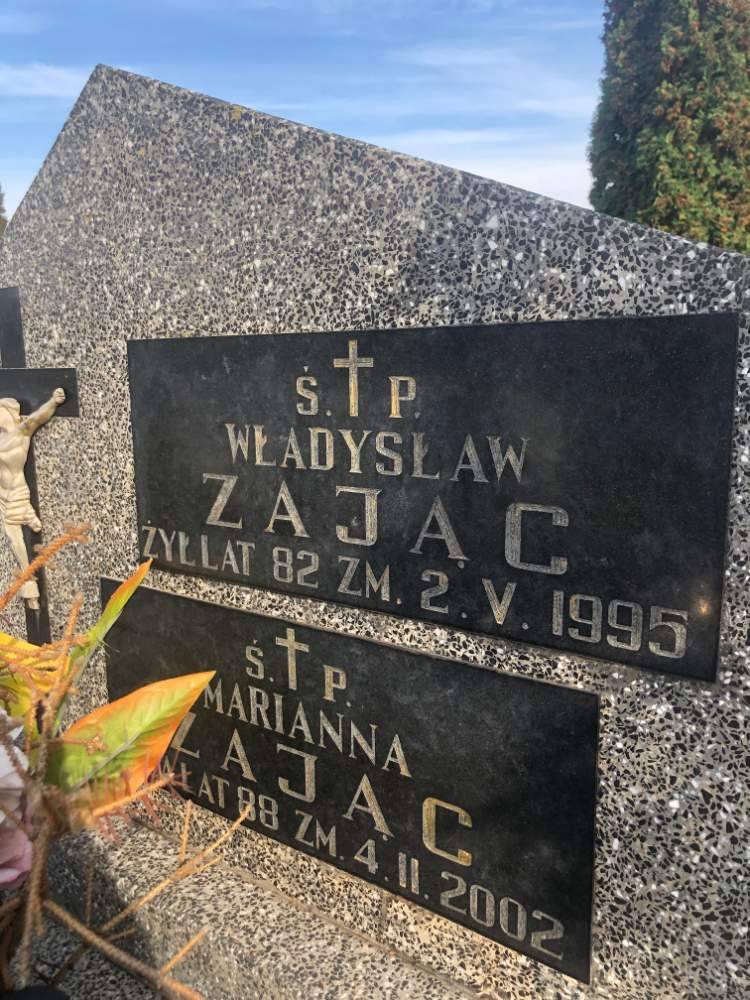 Ś. P.
WŁADYSŁAW
ZAJĄC
ŻYŁ LAT 82 ZM. 2. V. 1995
Ś. P.
MARIANNA
ZAJĄC
LAT 88 ZM. 4. II. 2002